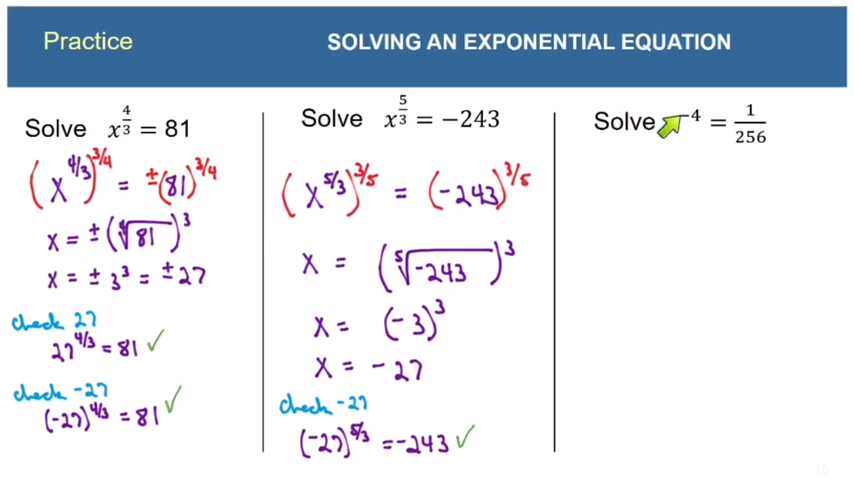 Practice
SOLVING AN EXPONENTIAL EQUATION
Solve x^{4/3} = 81
(x^{4/3})^{3/4} = ±(81)^{3/4}
x = ±(∜81)^3
x = ± 3^3 = ±27
check 27
27^{4/3} = 81 ✓
check -27
(-27)^{4/3} = 81 ✓
Solve x^{5/3} = −243
(x^{5/3})^{3/5} = (-243)^{3/5}
x = (⁵√-243)^3
x = (-3)^3
x = -27
check -27
(-27)^{5/3} = -243 ✓
Solve ^{−4} = 1/256
15